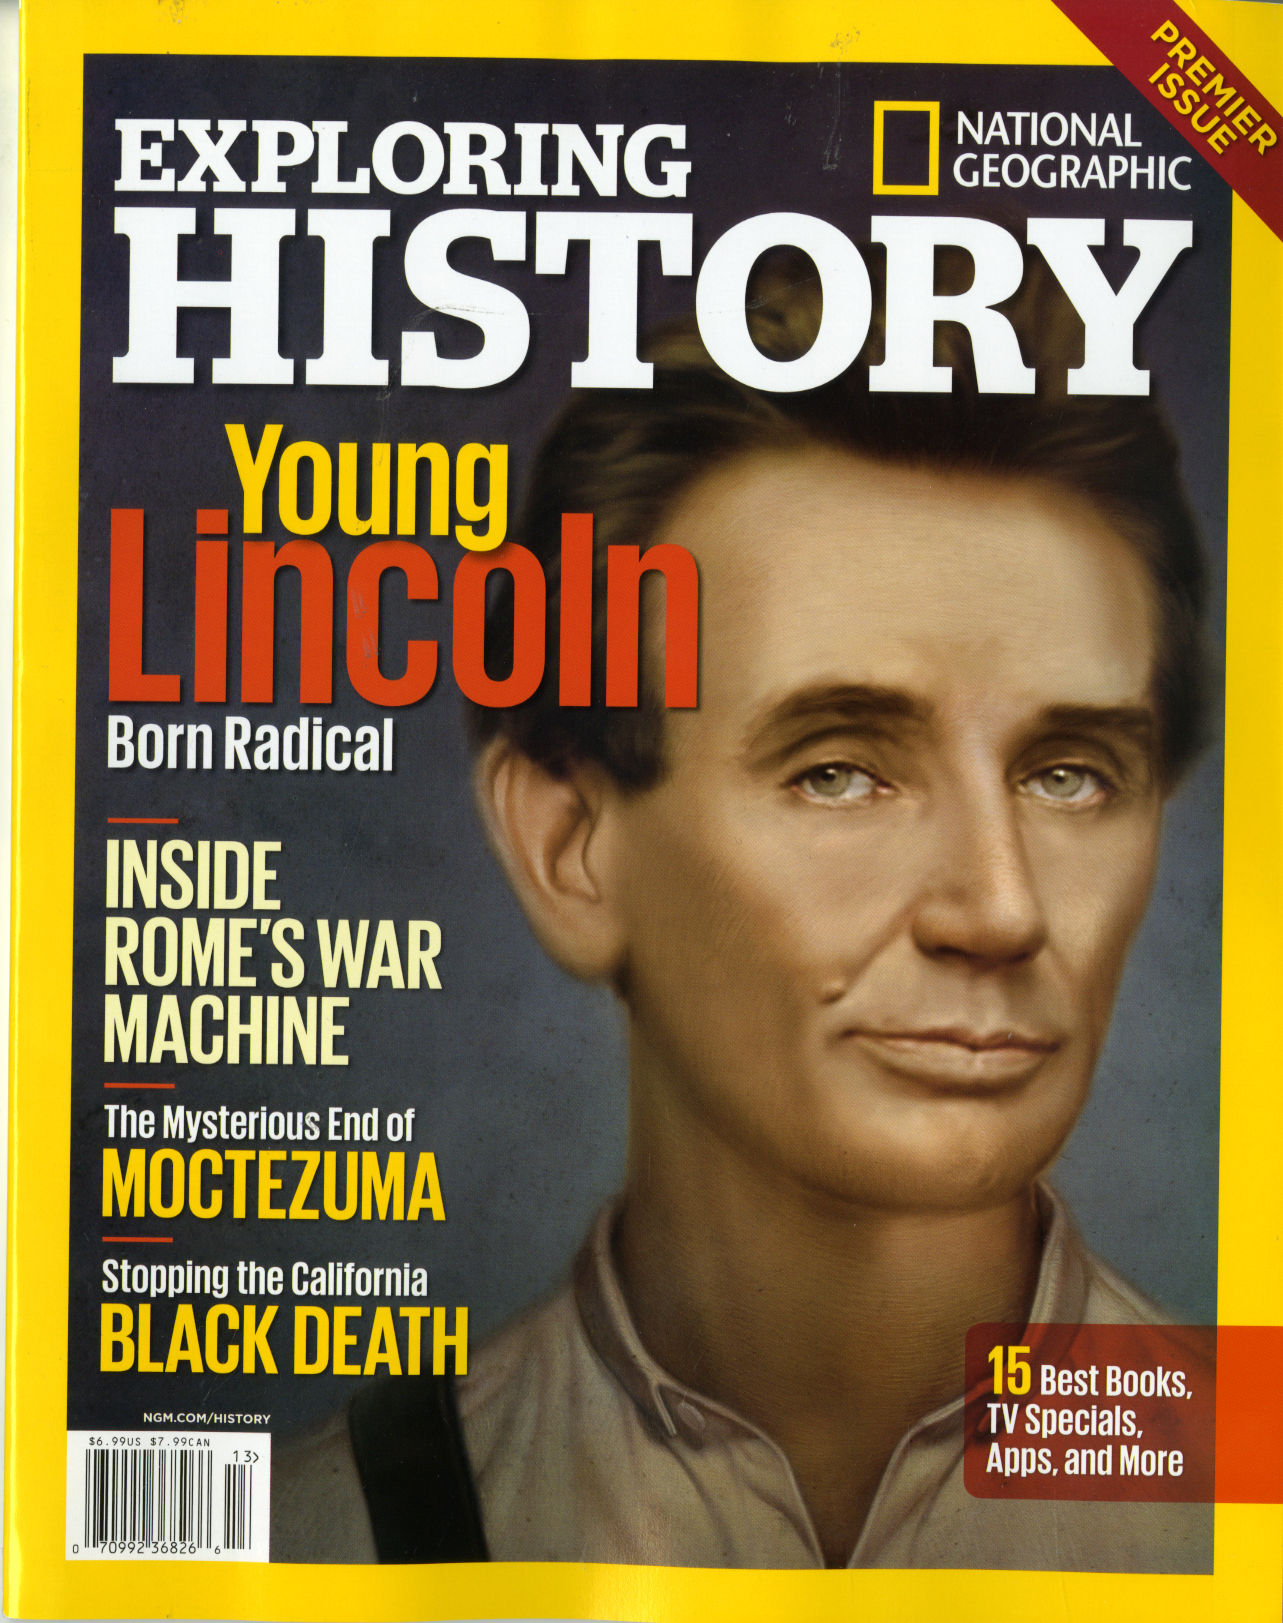 PREMIER
ISSUE
NATIONAL
GEOGRAPHIC
EXPLORING
HISTORY
Young
Lincoln
Born Radical
INSIDE
ROME'S WAR
MACHINE
The Mysterious End of
MOCTEZUMA
Stopping the California
BLACK DEATH
NGM.COM/HISTORY
$6.99US $7.99CAN
13>
0 70992 36826 6
15 Best Books,
TV Specials,
Apps, and More